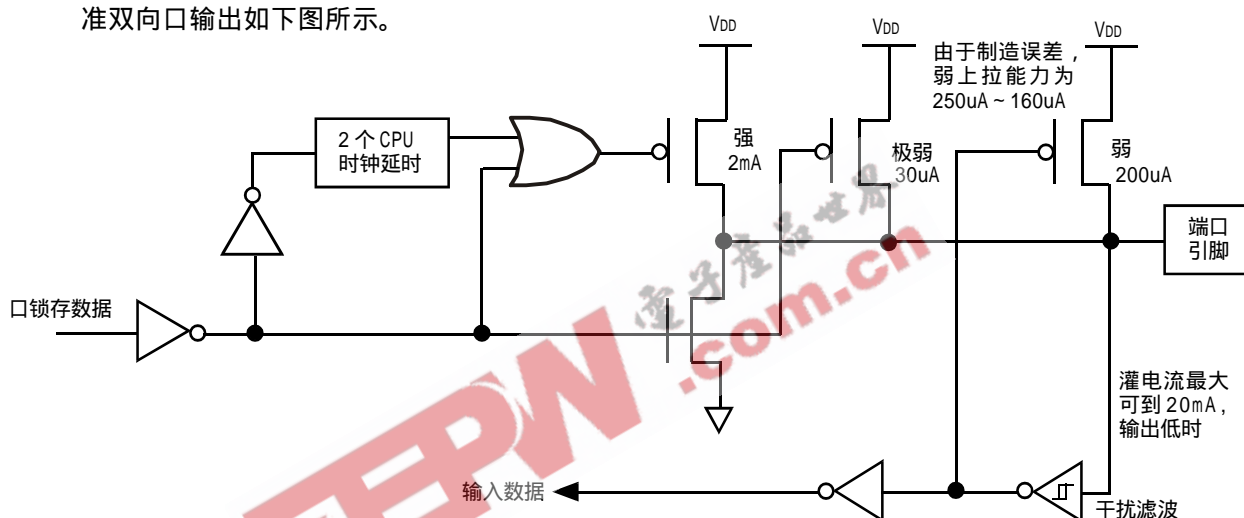 准双向口输出如下图所示。
VDD
VDD
VDD
由于制造误差，
弱上拉能力为
250uA ~ 160uA
2 个 CPU
时钟延时
强
2mA
极弱
30uA
弱
200uA
端口
引脚
口锁存数据
電子產品世界
.com.cn
EEPW
灌电流最大
可到 20mA，
输出低时
输入数据
干扰滤波